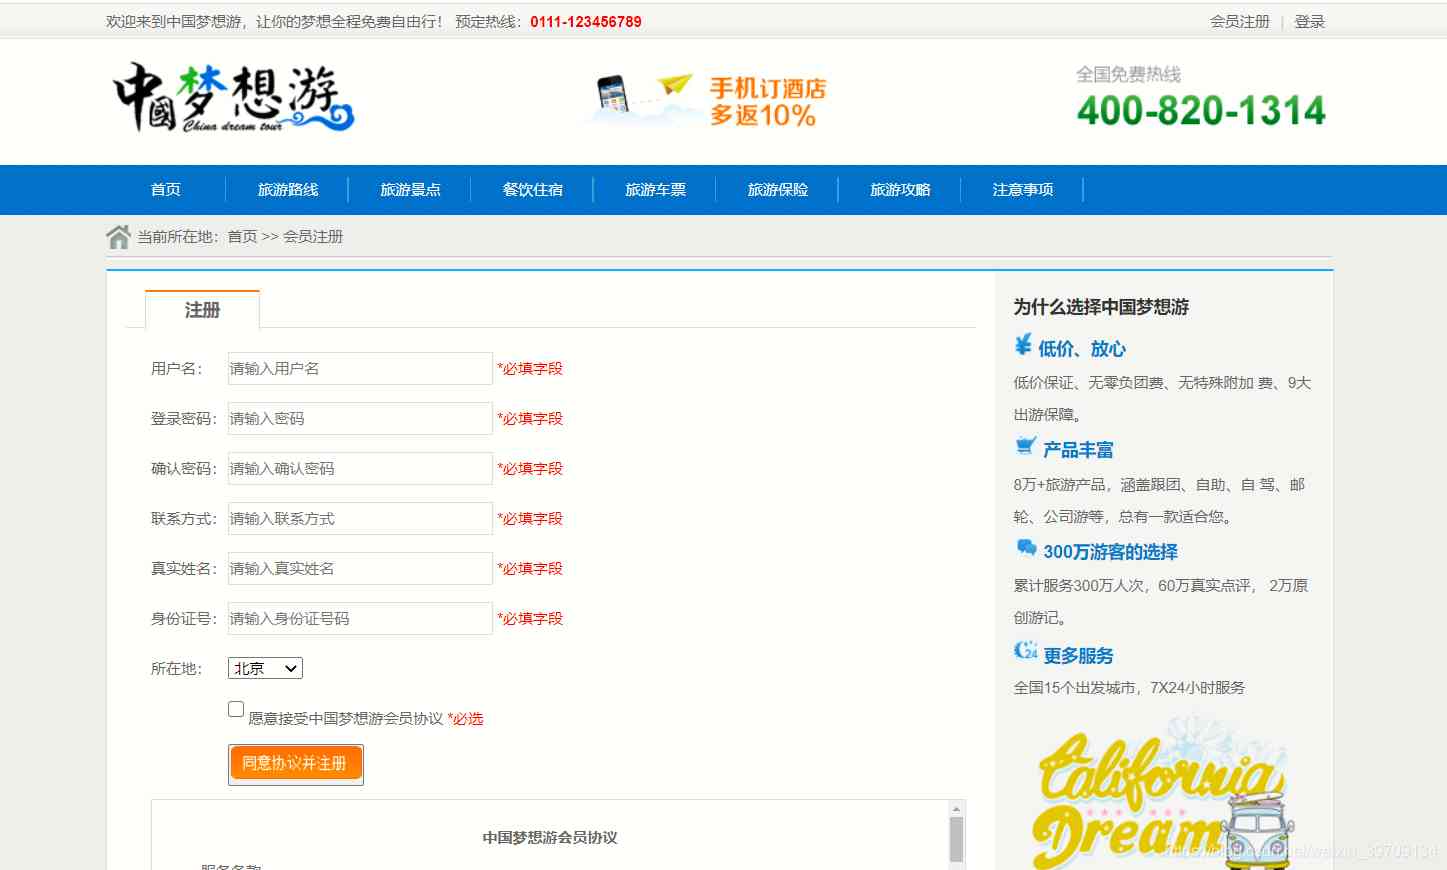 欢迎来到中国梦想游，让你的梦想全程免费自由行！ 预定热线：0111-123456789
会员注册 | 登录
中國梦想游
China dream tour
手机订酒店
多返10%
全国免费热线
400-820-1314
首页 旅游路线 旅游景点 餐饮住宿 旅游车票 旅游保险 旅游攻略 注意事项
当前所在地：首页 >> 会员注册
注册
用户名： 请输入用户名 *必填字段
登录密码： 请输入密码 *必填字段
确认密码： 请输入确认密码 *必填字段
联系方式： 请输入联系方式 *必填字段
真实姓名： 请输入真实姓名 *必填字段
身份证号： 请输入身份证号码 *必填字段
所在地： 北京
愿意接受中国梦想游会员协议 *必选
同意协议并注册
中国梦想游会员协议
服务条款
为什么选择中国梦想游
低价、放心
低价保证、无零负团费、无特殊附加 费、9大
出游保障。
产品丰富
8万+旅游产品，涵盖跟团、自助、自 驾、邮
轮、公司游等，总有一款适合您。
300万游客的选择
累计服务300万人次，60万真实点评， 2万原
创游记。
24
更多服务
全国15个出发城市，7X24小时服务
California
Dream
https://blog.csdn.net/weixin_39709134